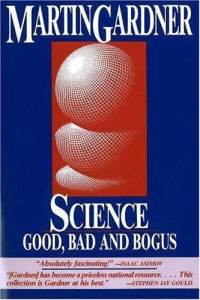 MARTIN GARDNER
SCIENCE
GOOD, BAD AND BOGUS
"Absolutely fascinating!" —ISAAC ASIMOV
"[Gardner] has become a priceless national resource. . . . This
collection is Gardner at his best." —STEPHEN JAY GOULD